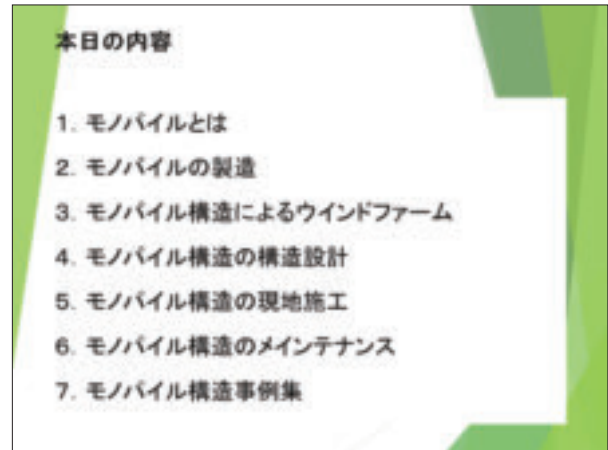 本日の内容
1. モノパイルとは
2. モノパイルの製造
3. モノパイル構造によるウインドファーム
4. モノパイル構造の構造設計
5. モノパイル構造の現地施工
6. モノパイル構造のメインテナンス
7. モノパイル構造事例集